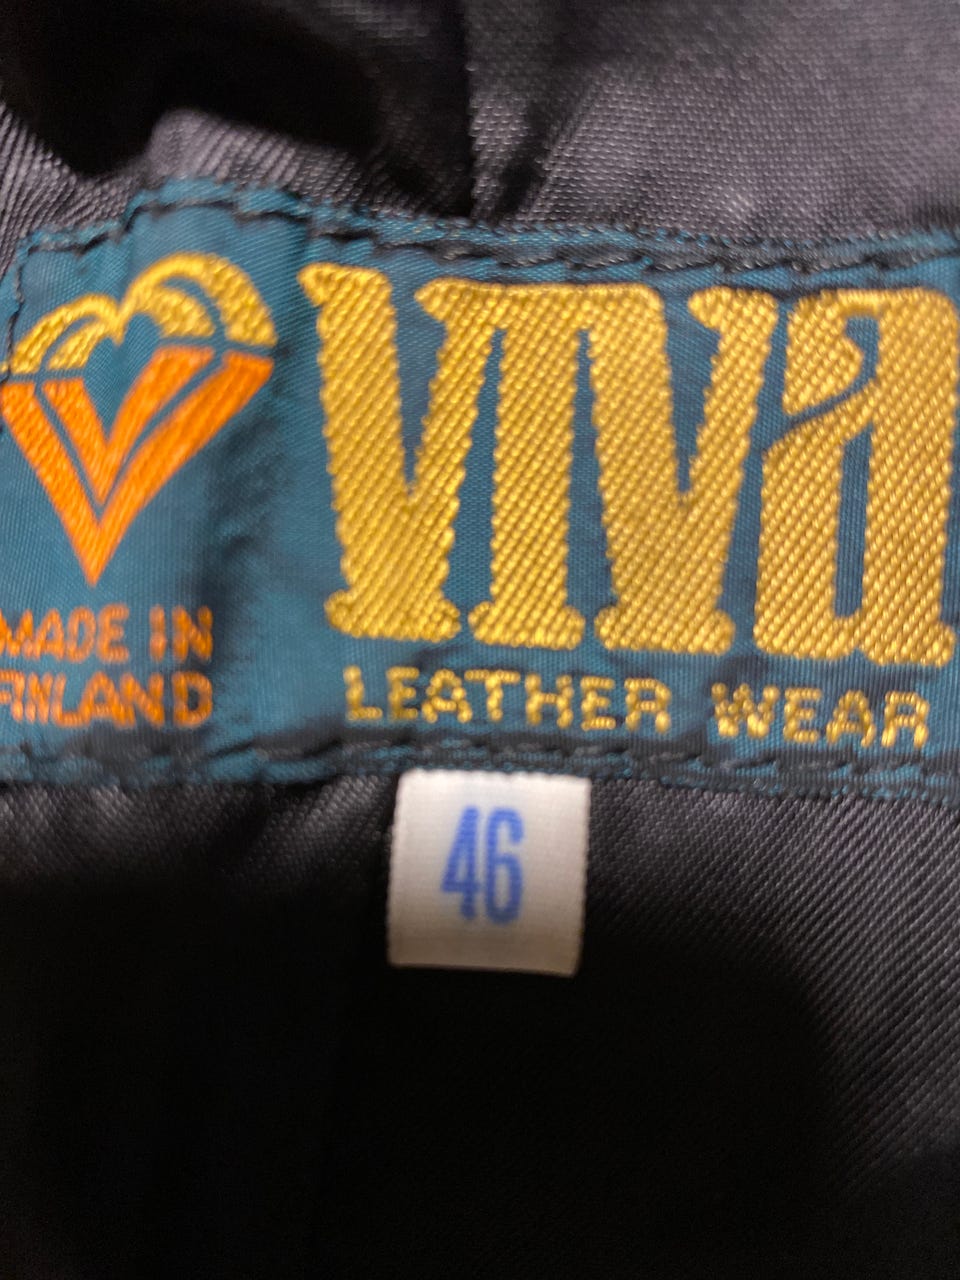 VIVA
MADE IN
FINLAND
LEATHER WEAR
46